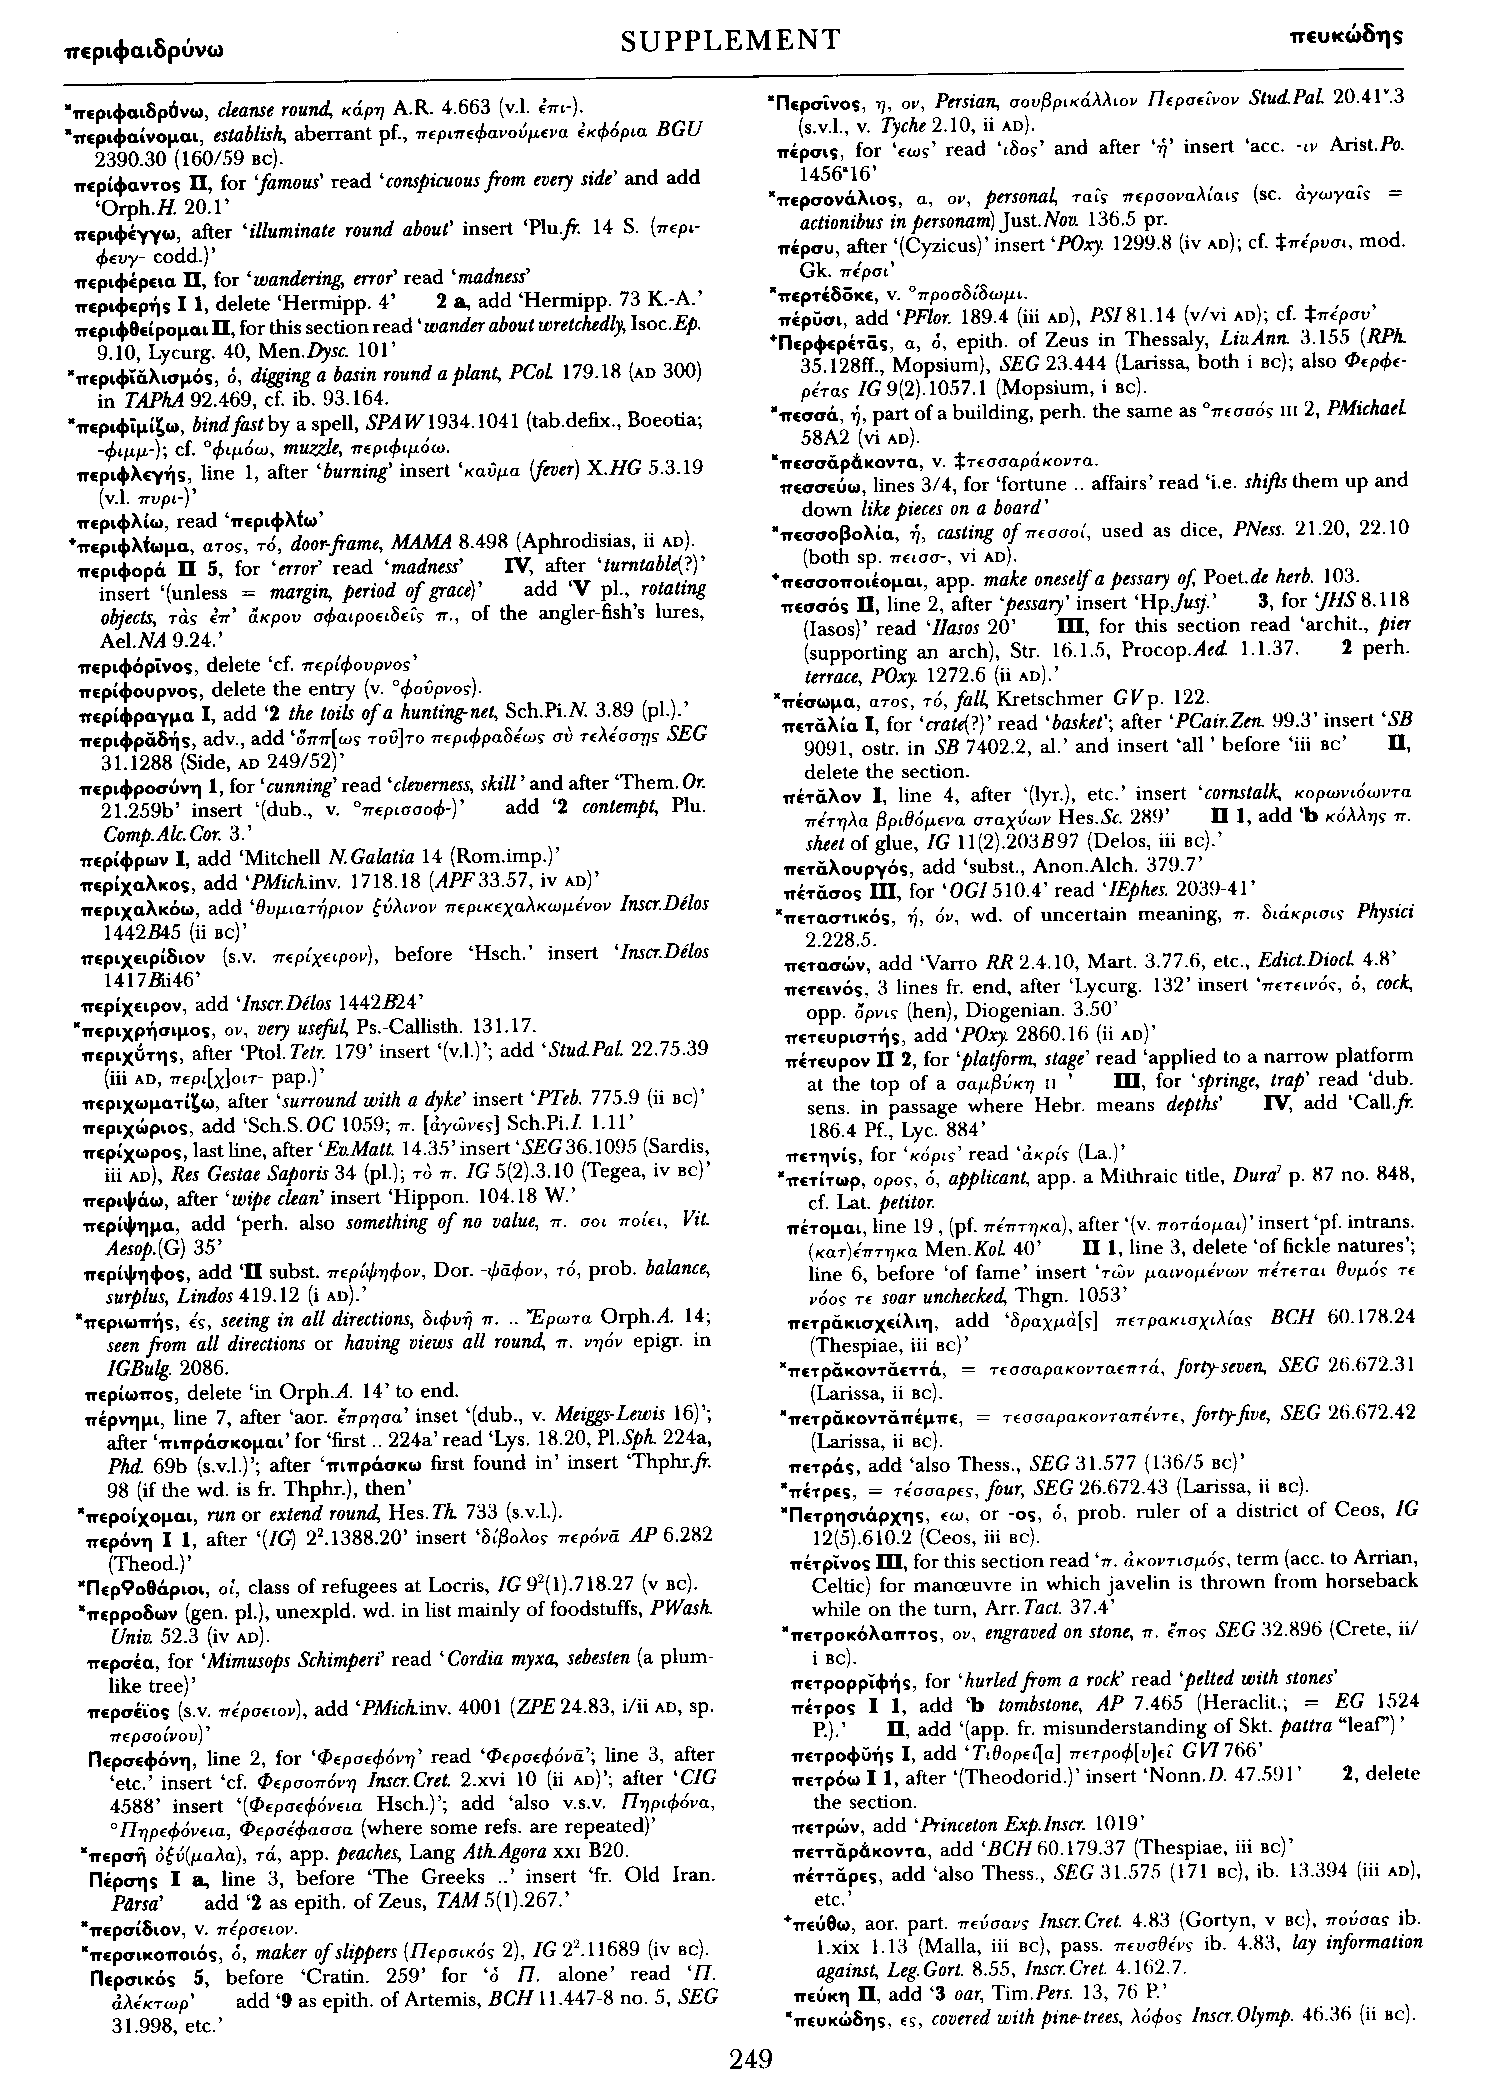 περιφαιδρύνω
SUPPLEMENT
πευκώδης
*περιφαιδρῡ́νω, cleanse round, κάρη A.R. 4.663 (v.l. ἐπι-).
*περιφαίνομαι, establish, aberrant pf., περιπεφανούμενα ἐκφόρια BGU
2390.30 (160/59 BC).
περίφαντος II, for ‘famous’ read ‘conspicuous from every side’ and add
‘Orph.H. 20.1’
περιφέγγω, after ‘illuminate round about’ insert ‘Plu.fr. 14 S. (περι-
φευγ- codd.)’
περιφέρεια II, for ‘wandering, error’ read ‘madness’
περιφερής I 1, delete ‘Hermipp. 4’ 2 a, add ‘Hermipp. 73 K.-A.’
περιφθείρομαι II, for this section read ‘wander about wretchedly, Isoc.Ep.
9.10, Lycurg. 40, Men.Dysc. 101’
*περιφῐᾰλισμός, ὁ, digging a basin round a plant, PCol. 179.18 (AD 300)
in TAPhA 92.469, cf. ib. 93.164.
*περιφῑμίζω, bind fast by a spell, SPAW 1934.1041 (tab.defix., Boeotia;
-φιμμ-); cf. °φιμόω, muzzle, περιφιμόω.
περιφλεγής, line 1, after ‘burning’ insert ‘καῦμα (fever) X.HG 5.3.19
(v.l. πυρι-)’
περιφλίω, read ‘περιφλῑ́ω’
⁺περιφλῑ́ωμα, ατος, τό, door-frame, MAMA 8.498 (Aphrodisias, ii AD).
περιφορά II 5, for ‘error’ read ‘madness’ IV, after ‘turntable(?)’
insert ‘(unless = margin, period of grace)’ add ‘V pl., rotating
objects, τὰς ἐπ’ ἄκρου σφαιροειδεῖς π., of the angler-fish’s lures,
Ael.NA 9.24.’
περιφόρῑνος, delete ‘cf. περίφουρνος’
περίφουρνος, delete the entry (v. °φοῦρνος).
περίφραγμα I, add ‘2 the toils of a hunting-net, Sch.Pi.N. 3.89 (pl.).’
περιφρᾰδής, adv., add ‘ὅππ[ως τοῦ]το περιφραδέως σὺ τελέσσῃς SEG
31.1288 (Side, AD 249/52)’
περιφροσύνη 1, for ‘cunning’ read ‘cleverness, skill’ and after ‘Them.Or.
21.259b’ insert ‘(dub., v. °περισσοφ-)’ add ‘2 contempt, Plu.
Comp.Alc.Cor. 3.’
περίφρων I, add ‘Mitchell N.Galatia 14 (Rom.imp.)’
περίχαλκος, add ‘PMich.inv. 1718.18 (APF 33.57, iv AD)’
περιχαλκόω, add ‘θυμιατήριον ξύλινον περικεχαλκωμένον Inscr.Délos
1442B45 (ii BC)’
περιχειρίδιον (s.v. περίχειρον), before ‘Hsch.’ insert ‘Inscr.Délos
1417Bii46’
περίχειρον, add ‘Inscr.Délos 1442B24’
*περιχρήσιμος, ον, very useful, Ps.-Callisth. 131.17.
περιχῠ́της, after ‘Ptol.Tetr. 179’ insert ‘(v.l.)’; add ‘Stud.Pal. 22.75.39
(iii AD, περι[χ]οιτ- pap.)’
περιχωματίζω, after ‘surround with a dyke’ insert ‘PTeb. 775.9 (ii BC)’
περιχώριος, add ‘Sch.S.OC 1059; π. [ἀγῶνες] Sch.Pi.I. 1.11’
περίχωρος, last line, after ‘Ev.Matt. 14.35’ insert ‘SEG 36.1095 (Sardis,
iii AD), Res Gestae Saporis 34 (pl.); τὸ π. IG 5(2).3.10 (Tegea, iv BC)’
περιψάω, after ‘wipe clean’ insert ‘Hippon. 104.18 W.’
περίψημα, add ‘perh. also something of no value, π. σοι ποίει, Vit.
Aesop.(G) 35’
περίψηφος, add ‘II subst. περίψηφον, Dor. -ψᾶφον, τό, prob. balance,
surplus, Lindos 419.12 (i AD).’
*περιωπής, ές, seeing in all directions, διφυῆ π. .. Ἔρωτα Orph.A. 14;
seen from all directions or having views all round, π. νηόν epigr. in
IGBulg. 2086.
περίωπος, delete ‘in Orph.A. 14’ to end.
πέρνημι, line 7, after ‘aor. ἔπρησα’ inset ‘(dub., v. Meiggs-Lewis 16)’;
after ‘πιπράσκομαι’ for ‘first .. 224a’ read ‘Lys. 18.20, Pl.Sph. 224a,
Phd. 69b (s.v.l.)’; after ‘πιπράσκω first found in’ insert ‘Thphr.fr.
98 (if the wd. is fr. Thphr.), then’
*περοίχομαι, run or extend round, Hes.Th. 733 (s.v.l.).
περόνη I 1, after ‘(IG) 2².1388.20’ insert ‘δίβολος περόνᾱ AP 6.282
(Theod.)’
*Περϙοθάριοι, οἱ, class of refugees at Locris, IG 9²(1).718.27 (v BC).
*περροδων (gen. pl.), unexpld. wd. in list mainly of foodstuffs, PWash.
Univ. 52.3 (iv AD).
περσέα, for ‘Mimusops Schimperi’ read ‘Cordia myxa, sebesten (a plum-
like tree)’
περσέϊος (s.v. πέρσειον), add ‘PMich.inv. 4001 (ZPE 24.83, i/ii AD, sp.
περσοίνου)’
Περσεφόνη, line 2, for ‘Φερσεφόνη’ read ‘Φερσεφόνᾱ’; line 3, after
‘etc.’ insert ‘cf. Φερσοπόνη Inscr.Cret. 2.xvi 10 (ii AD)’; after ‘CIG
4588’ insert ‘(Φερσεφόνεια Hsch.)’; add ‘also v.s.v. Πηριφόνα,
°Πηρεφόνεια, Φερσέφασσα (where some refs. are repeated)’
*περσῆ ὀξύ(μαλα), τά, app. peaches, Lang Ath.Agora XXI B20.
Πέρσης I a, line 3, before ‘The Greeks ..’ insert ‘fr. Old Iran.
Pārsa’ add ‘2 as epith. of Zeus, TAM 5(1).267.’
*περσίδιον, v. πέρσειον.
*περσικοποιός, ὁ, maker of slippers (Περσικός 2), IG 2².11689 (iv BC).
Περσικός 5, before ‘Cratin. 259’ for ‘ὁ Π. alone’ read ‘Π.
ἀλέκτωρ’ add ‘9 as epith. of Artemis, BCH 11.447-8 no. 5, SEG
31.998, etc.’
*Περσῖνος, η, ον, Persian, σουβρικάλλιον Περσεῖνον Stud.Pal. 20.41ᵛ.3
(s.v.l., v. Tyche 2.10, ii AD).
πέρσις, for ‘εως’ read ‘ιδος’ and after ‘ἡ’ insert ‘acc. -ιν Arist.Po.
1456ᵃ16’
*περσονάλιος, α, ον, personal, ταῖς περσοναλίαις (sc. ἀγωγαῖς =
actionibus in personam) Just.Nov. 136.5 pr.
πέρσυ, after ‘(Cyzicus)’ insert ‘POxy. 1299.8 (iv AD); cf. ‡πέρυσι, mod.
Gk. πέρσι’
*περτέδōκε, v. °προσδίδωμι.
πέρῠσι, add ‘PFlor. 189.4 (iii AD), PSI 81.14 (v/vi AD); cf. ‡πέρσυ’
⁺Περφερέτᾱς, α, ὁ, epith. of Zeus in Thessaly, LiuAnn. 3.155 (RPh.
35.128ff., Mopsium), SEG 23.444 (Larissa, both i BC); also Φερφε-
ρέτας IG 9(2).1057.1 (Mopsium, i BC).
*πεσσά, ἡ, part of a building, perh. the same as °πεσσός III 2, PMichael.
58A2 (vi AD).
*πεσσᾰρᾰ́κοντα, v. ‡τεσσαράκοντα.
πεσσεύω, lines 3/4, for ‘fortune .. affairs’ read ‘i.e. shifts them up and
down like pieces on a board’
*πεσσοβολία, ἡ, casting of πεσσοί, used as dice, PNess. 21.20, 22.10
(both sp. πεισσ-, vi AD).
⁺πεσσοποιέομαι, app. make oneself a pessary of, Poet.de herb. 103.
πεσσός II, line 2, after ‘pessary’ insert ‘Hp.Jusj.’ 3, for ‘JHS 8.118
(Iasos)’ read ‘IIasos 20’ III, for this section read ‘archit., pier
(supporting an arch), Str. 16.1.5, Procop.Aed. 1.1.37. 2 perh.
terrace, POxy. 1272.6 (ii AD).’
*πέσωμα, ατος, τό, fall, Kretschmer GV p. 122.
πετᾰλία I, for ‘crate(?)’ read ‘basket’; after ‘PCair.Zen. 99.3’ insert ‘SB
9091, ostr. in SB 7402.2, al.’ and insert ‘all’ before ‘iii BC’ II,
delete the section.
πέτᾰλον I, line 4, after ‘(lyr.), etc.’ insert ‘cornstalk, κορωνιόωντα
πέτηλα βριθόμενα σταχύων Hes.Sc. 289’ II 1, add ‘b κόλλης π.
sheet of glue, IG 11(2).203B97 (Delos, iii BC).’
πετᾰλουργός, add ‘subst., Anon.Alch. 379.7’
πέτᾰσος III, for ‘OGI 510.4’ read ‘IEphes. 2039-41’
*πεταστικός, ή, όν, wd. of uncertain meaning, π. διάκρισις Physici
2.228.5.
πετασών, add ‘Varro RR 2.4.10, Mart. 3.77.6, etc., Edict.Diocl. 4.8’
πετεινός, 3 lines fr. end, after ‘Lycurg. 132’ insert ‘πετεινός, ὁ, cock,
opp. ὄρνις (hen), Diogenian. 3.50’
πετευριστής, add ‘POxy. 2860.16 (ii AD)’
πέτευρον II 2, for ‘platform, stage’ read ‘applied to a narrow platform
at the top of a σαμβύκη II ’ III, for ‘springe, trap’ read ‘dub.
sens. in passage where Hebr. means depths’ IV, add ‘Call.fr.
186.4 Pf., Lyc. 884’
πετηνίς, for ‘κόρις’ read ‘ἀκρίς (La.)’
*πετίτωρ, ορος, ὁ, applicant, app. a Mithraic title, Dura⁷ p. 87 no. 848,
cf. Lat. petitor.
πέτομαι, line 19, (pf. πέπτηκα), after ‘(v. ποτάομαι)’ insert ‘pf. intrans.
(κατ)έπτηκα Men.Kol. 40’ II 1, line 3, delete ‘of fickle natures’;
line 6, before ‘of fame’ insert ‘τῶν μαινομένων πέτεται θυμός τε
νόος τε soar unchecked, Thgn. 1053’
πετρᾰκισχείλιη, add ‘δραχμὰ[ς] πετρακισχιλίας BCH 60.178.24
(Thespiae, iii BC)’
*πετρᾰκοντᾰεττά, = τεσσαρακονταεπτά, forty-seven, SEG 26.672.31
(Larissa, ii BC).
*πετρᾰκοντᾰπέμπε, = τεσσαρακονταπέντε, forty-five, SEG 26.672.42
(Larissa, ii BC).
πετράς, add ‘also Thess., SEG 31.577 (136/5 BC)’
*πέτρες, = τέσσαρες, four, SEG 26.672.43 (Larissa, ii BC).
*Πετρησιάρχης, εω, or -ος, ὁ, prob. ruler of a district of Ceos, IG
12(5).610.2 (Ceos, iii BC).
πέτρῐνος III, for this section read ‘π. ἀκοντισμός, term (acc. to Arrian,
Celtic) for manœuvre in which javelin is thrown from horseback
while on the turn, Arr.Tact. 37.4’
*πετροκόλαπτος, ον, engraved on stone, π. ἔπος SEG 32.896 (Crete, ii/
i BC).
πετρορρῐφής, for ‘hurled from a rock’ read ‘pelted with stones’
πέτρος I 1, add ‘b tombstone, AP 7.465 (Heraclit.; = EG 1524
P.).’ II, add ‘(app. fr. misunderstanding of Skt. pattra “leaf”)’
πετροφῠής I, add ‘Τιθορεί[α] πετροφ[υ]εῖ GVI 766’
πετρόω I 1, after ‘(Theodorid.)’ insert ‘Nonn.D. 47.591’ 2, delete
the section.
πετρών, add ‘Princeton Exp.Inscr. 1019’
πετταρᾰ́κοντα, add ‘BCH 60.179.37 (Thespiae, iii BC)’
πέττᾰρες, add ‘also Thess., SEG 31.575 (171 BC), ib. 13.394 (iii AD),
etc.’
⁺πεύθω, aor. part. πεύσανς Inscr.Cret. 4.83 (Gortyn, v BC), πούσας ib.
1.xix 1.13 (Malla, iii BC), pass. πευσθένς ib. 4.83, lay information
against, Leg.Gort. 8.55, Inscr.Cret. 4.162.7.
πεύκη II, add ‘3 oar, Tim.Pers. 13, 76 P.’
*πευκώδης, ες, covered with pine-trees, λόφος Inscr.Olymp. 46.36 (ii BC).
249